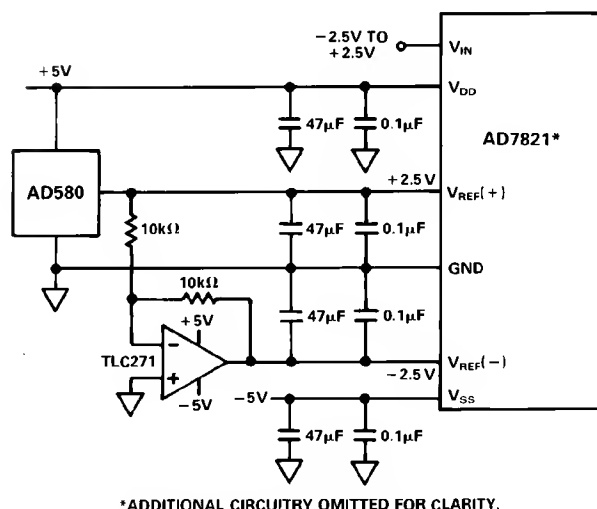 −2.5V TO
+2.5V
V_IN
+5V
V_DD
47μF
0.1μF
AD7821*
AD580
+2.5V
V_REF(+)
10kΩ
47μF
0.1μF
GND
10kΩ
47μF
0.1μF
+5V
TLC271
−
+
−5V
−2.5V
V_REF(−)
−5V
V_SS
47μF
0.1μF
*ADDITIONAL CIRCUITRY OMITTED FOR CLARITY.